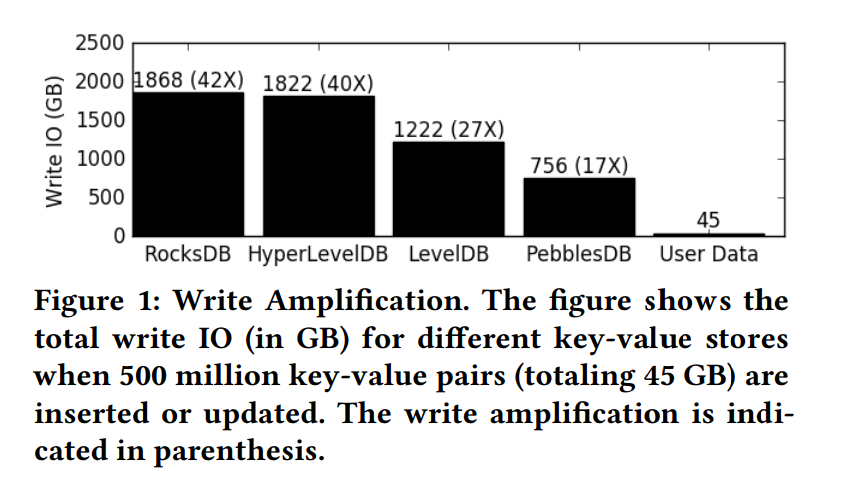 2500
2000
1500
1000
500
0
Write IO (GB)
1868 (42X)
1822 (40X)
1222 (27X)
756 (17X)
45
RocksDB HyperLevelDB LevelDB PebblesDB User Data
Figure 1: Write Amplification. The figure shows the
total write IO (in GB) for different key-value stores
when 500 million key-value pairs (totaling 45 GB) are
inserted or updated. The write amplification is indi-
cated in parenthesis.